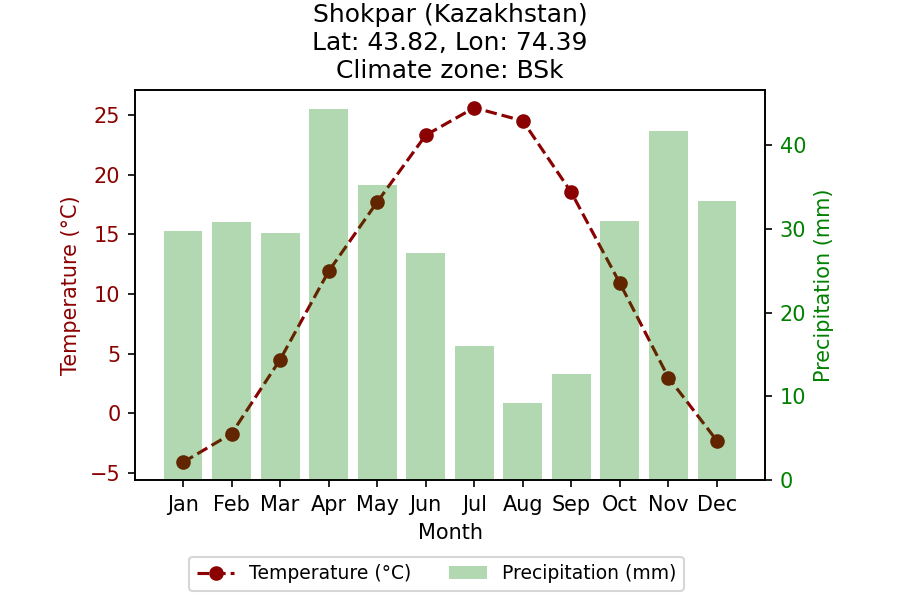 Shokpar (Kazakhstan)
Lat: 43.82, Lon: 74.39
Climate zone: BSk
Temperature (°C)
25
20
15
10
5
0
−5
Precipitation (mm)
40
30
20
10
0
Jan Feb Mar Apr May Jun Jul Aug Sep Oct Nov Dec
Month
Temperature (°C) Precipitation (mm)